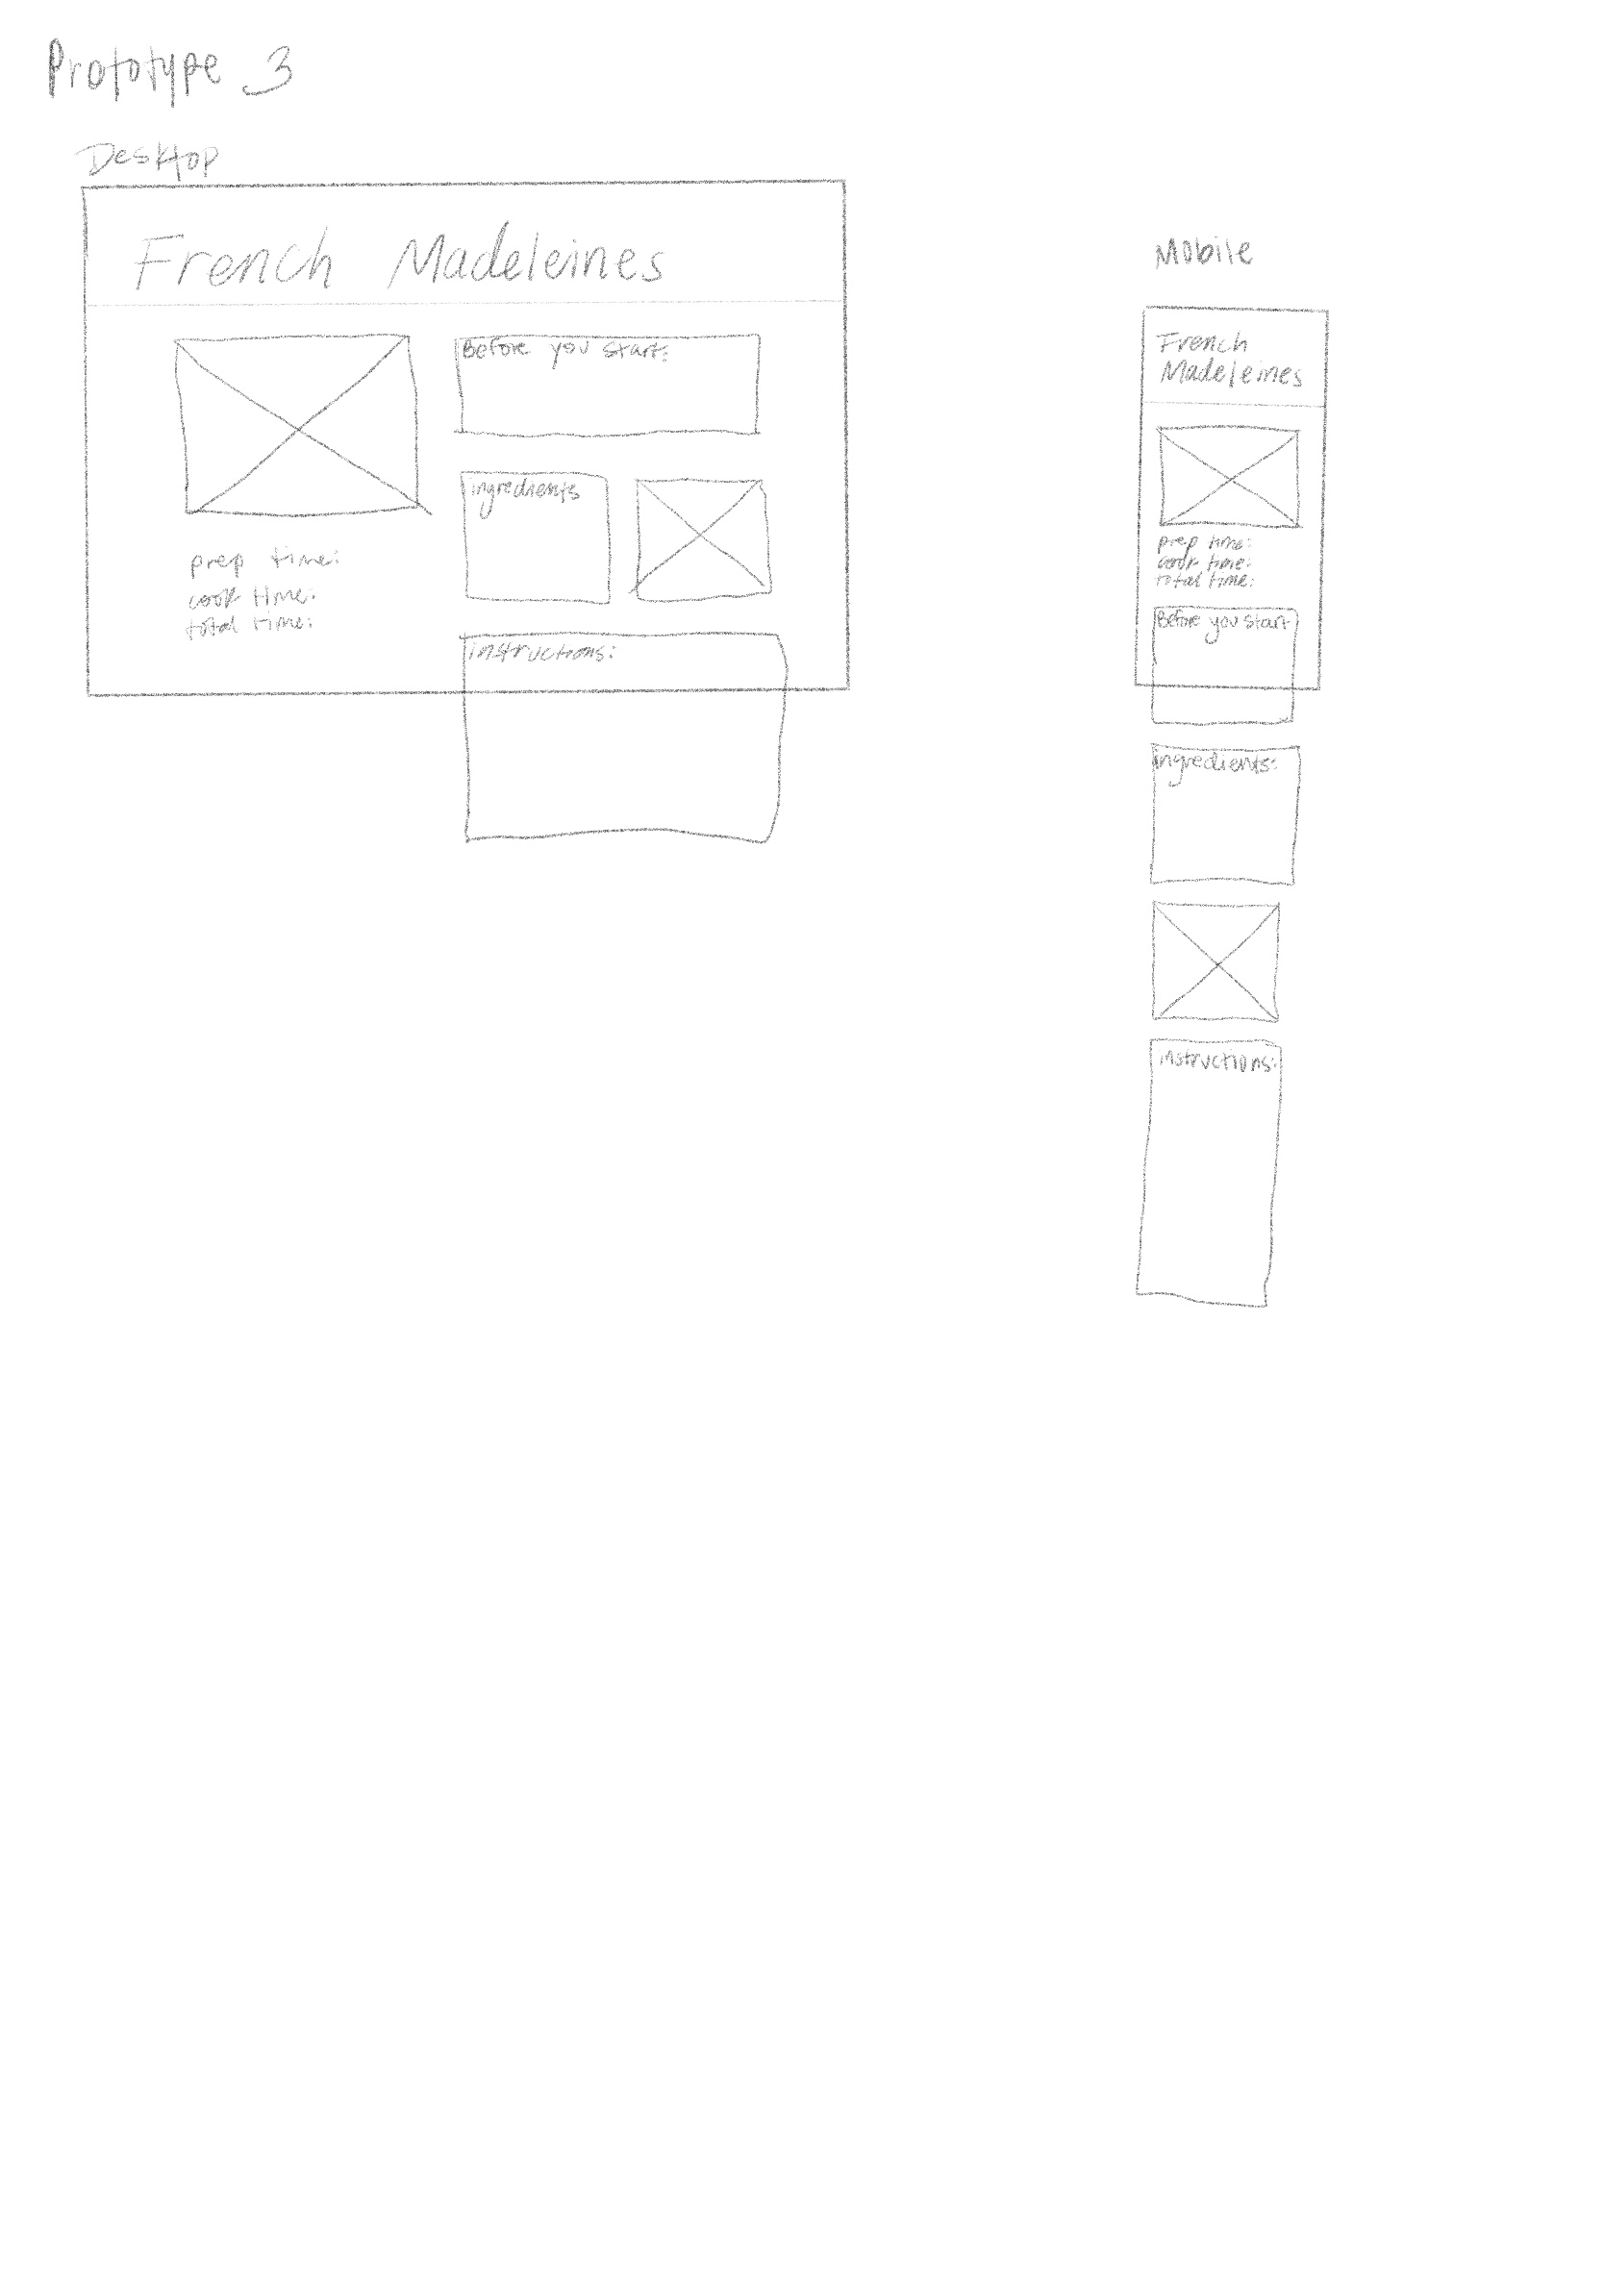 Prototype 3
Desktop
French Madeleines
Before you start:
ingredients
prep time:
cook time:
total time:
instructions:
Mobile
French
Madeleines
prep time:
cook time:
total time:
Before you start
ingredients:
instructions: